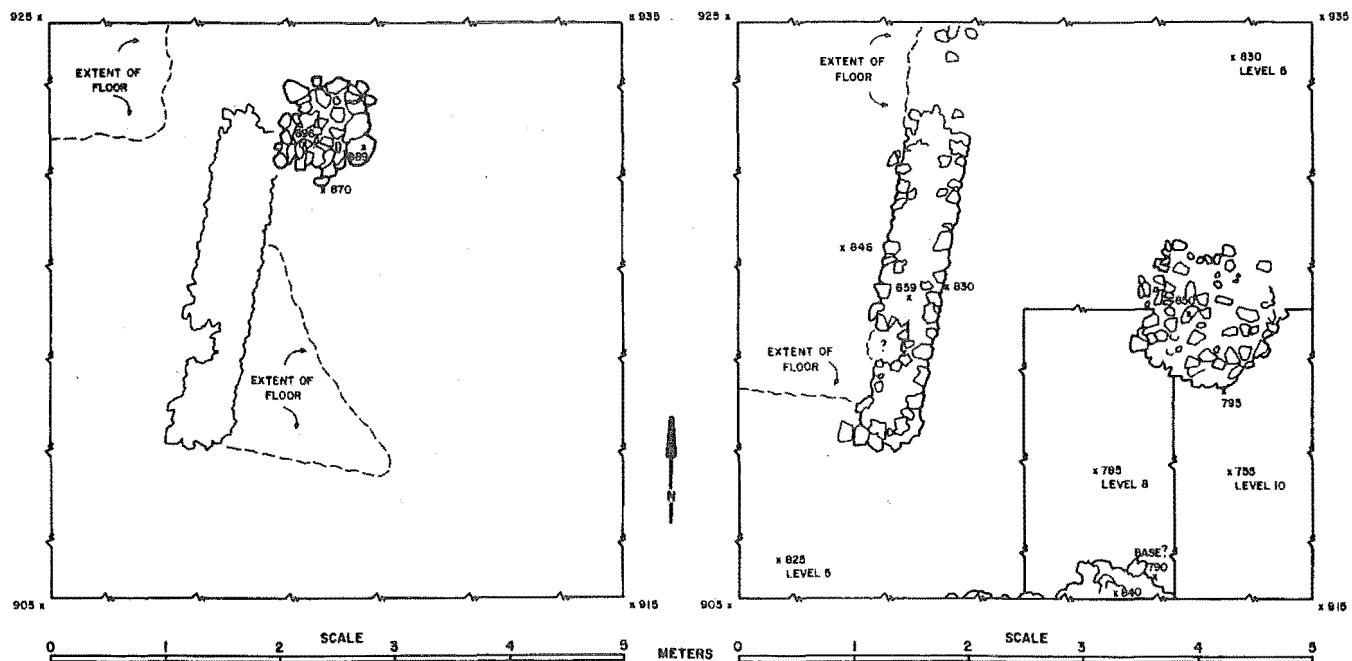 925 x
x 935
EXTENT OF
FLOOR
x 870
EXTENT OF
FLOOR
905 x
x 915
SCALE
0 1 2 3 4 5
METERS
N
925 x
x 935
EXTENT OF
FLOOR
x 830
LEVEL 6
x 846
859
x
x 830
850
x
?
EXTENT OF
FLOOR
x
795
x 785
LEVEL 8
x 755
LEVEL 10
x 825
LEVEL 5
BASE?
790
x
x 840
905 x
x 915
SCALE
0 1 2 3 4 5